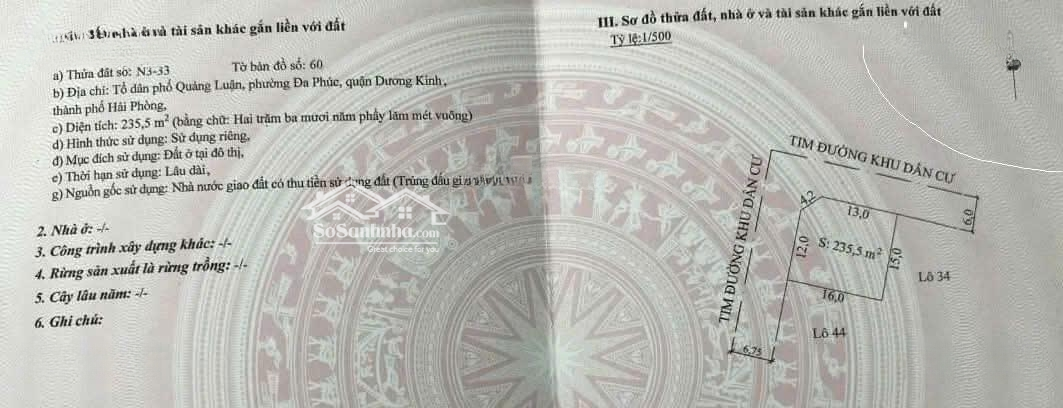 nhà ở và tài sản khác gắn liền với đất
a) Thửa đất số: N3-33 Tờ bản đồ số: 60
b) Địa chỉ: Tổ dân phố Quảng Luận, phường Đa Phúc, quận Dương Kinh,
thành phố Hải Phòng,
c) Diện tích: 235,5 m² (bằng chữ: Hai trăm ba mươi năm phẩy lăm mét vuông)
d) Hình thức sử dụng: Sử dụng riêng,
đ) Mục đích sử dụng: Đất ở tại đô thị,
e) Thời hạn sử dụng: Lâu dài,
g) Nguồn gốc sử dụng: Nhà nước giao đất có thu tiền sử dụng đất (Trúng đấu
2. Nhà ở: -/-
3. Công trình xây dựng khác: -/-
4. Rừng sản xuất là rừng trồng: -/-
5. Cây lâu năm: -/-
6. Ghi chú:
SoSanhnha.com
Great choice for you
III. Sơ đồ thửa đất, nhà ở và tài sản khác gắn liền với đất
Tỷ lệ:1/500
TIM ĐƯỜNG KHU DÂN CƯ
TIM ĐƯỜNG KHU DÂN CƯ
4,2
13,0
6,0
12,0
S: 235,5 m²
15,0
Lô 34
16,0
Lô 44
6,75